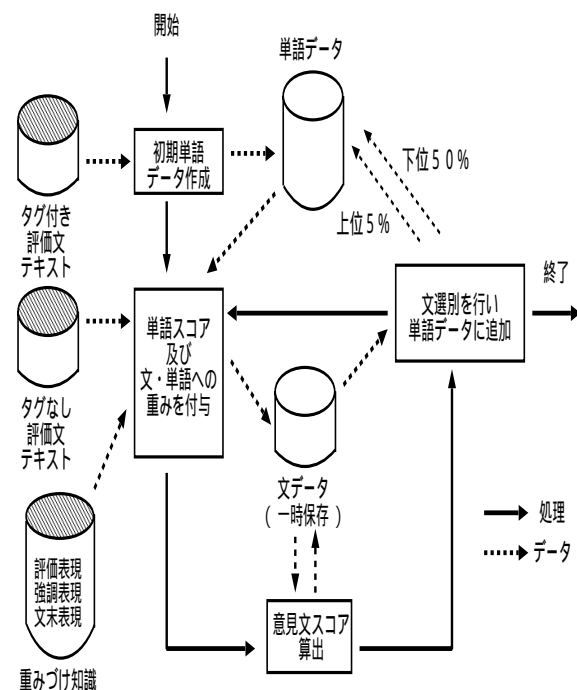 開始
単語データ
初期単語
データ作成
タグ付き
評価文
テキスト
下位50%
上位5%
終了
文選別を行い
単語データに追加
単語スコア
及び
文・単語への
重みを付与
タグなし
評価文
テキスト
文データ
(一時保存)
処理
データ
評価表現
強調表現
文末表現
意見文スコア
算出
重みづけ知識